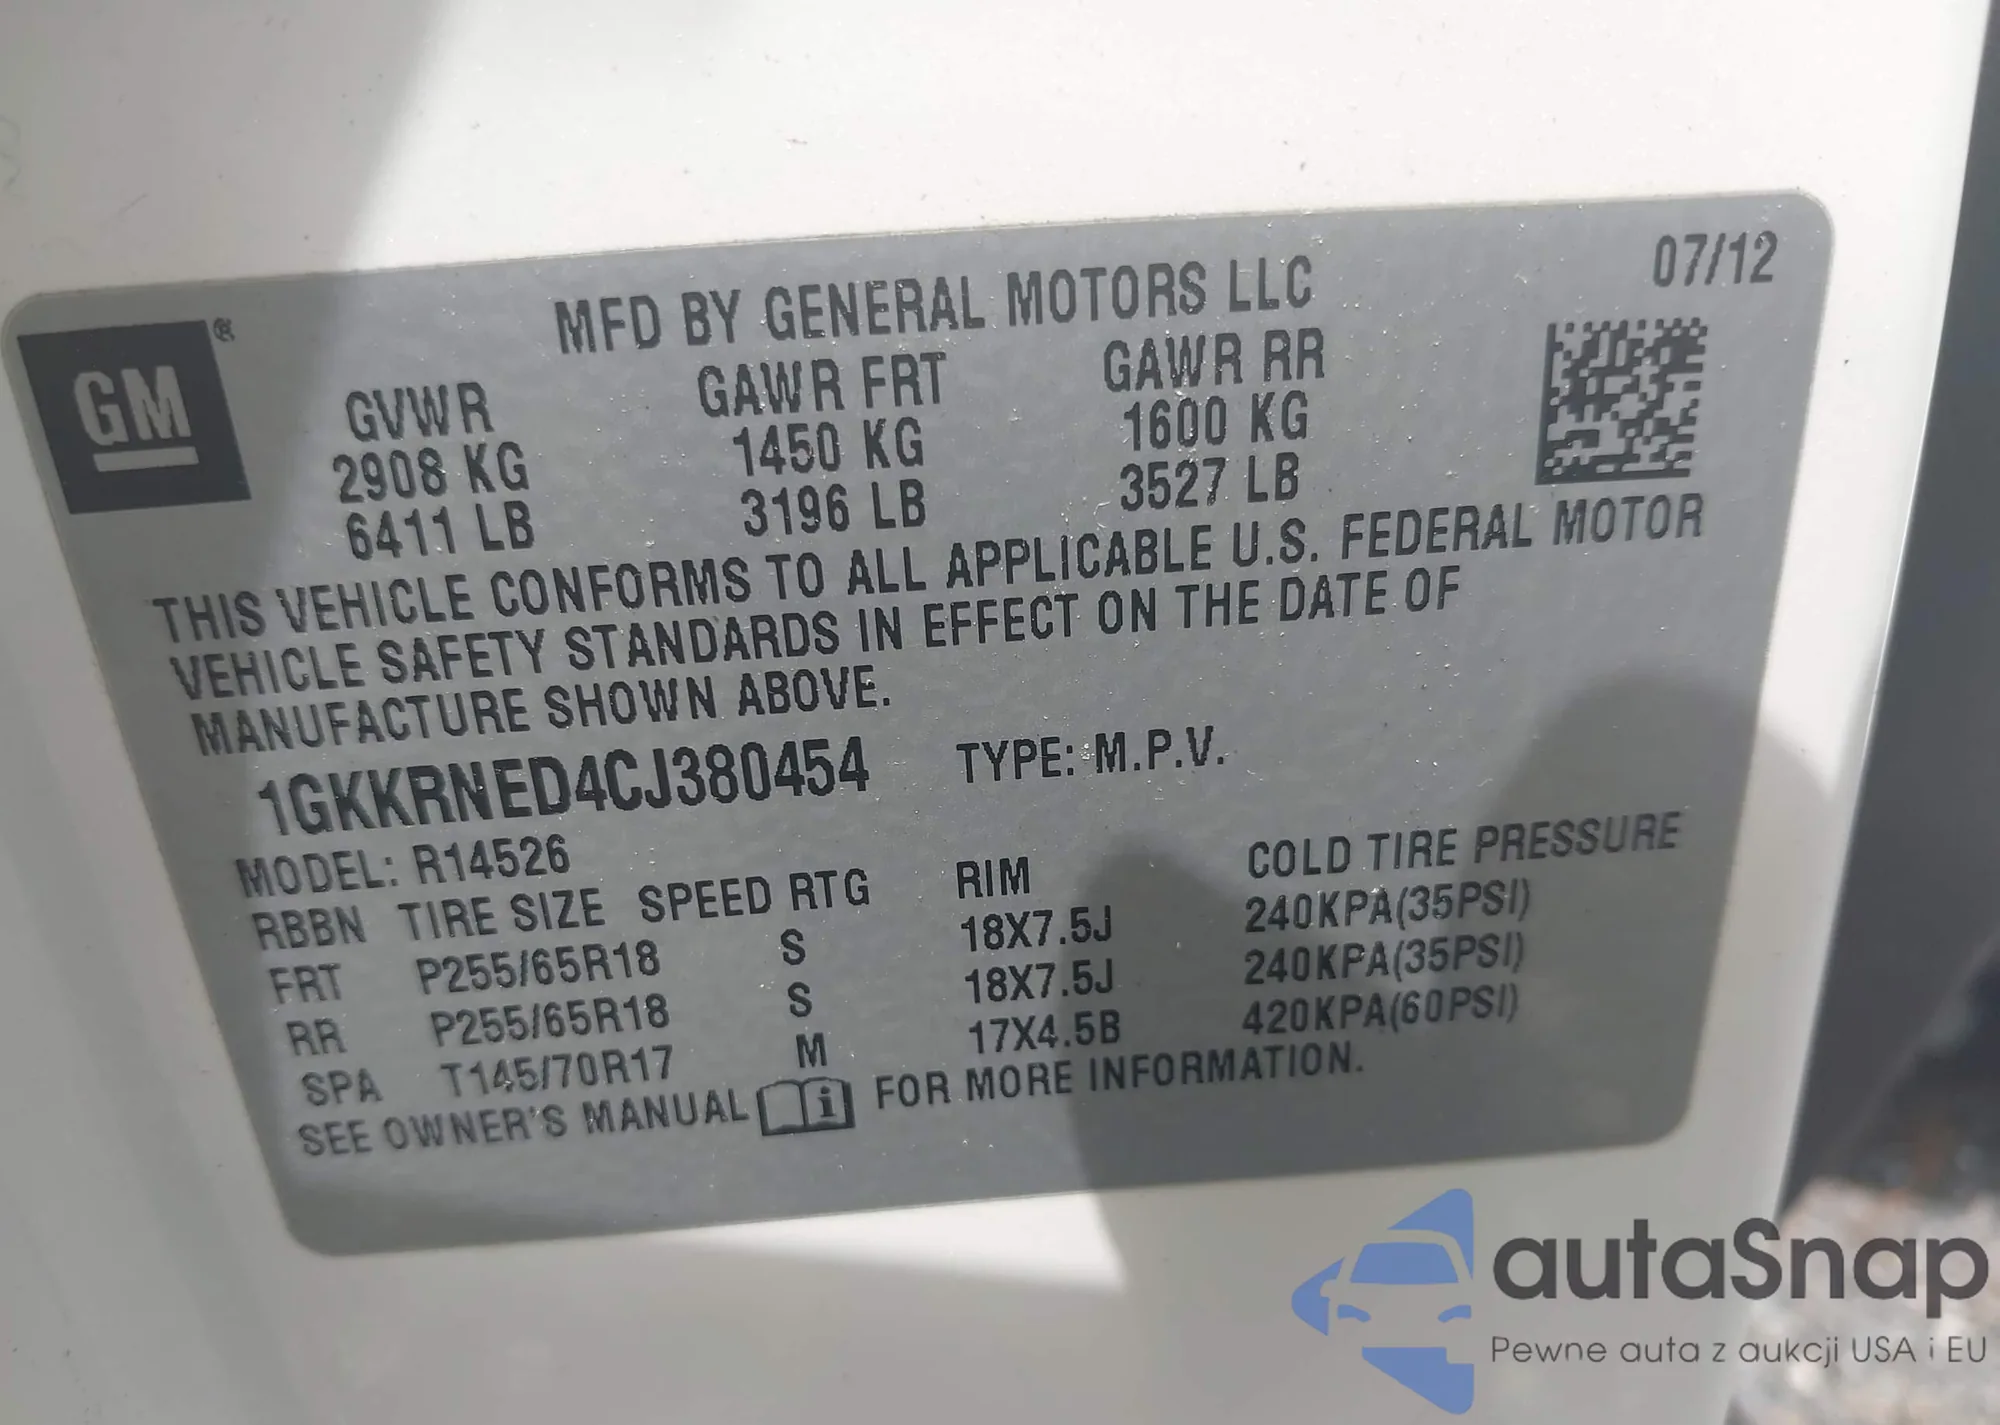 07/12
MFD BY GENERAL MOTORS LLC
GM®
GVWR GAWR FRT GAWR RR
2908 KG 1450 KG 1600 KG
6411 LB 3196 LB 3527 LB
THIS VEHICLE CONFORMS TO ALL APPLICABLE U.S. FEDERAL MOTOR
VEHICLE SAFETY STANDARDS IN EFFECT ON THE DATE OF
MANUFACTURE SHOWN ABOVE.
1GKKRNED4CJ380454 TYPE: M.P.V.
MODEL: R14526
RBBN TIRE SIZE SPEED RTG RIM COLD TIRE PRESSURE
FRT P255/65R18 S 18X7.5J 240KPA(35PSI)
RR P255/65R18 S 18X7.5J 240KPA(35PSI)
SPA T145/70R17 M 17X4.5B 420KPA(60PSI)
SEE OWNER'S MANUAL i FOR MORE INFORMATION.
autaSnap
Pewne auta z aukcji USA i EU